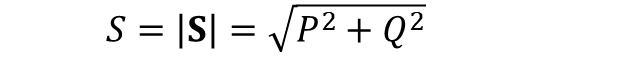 S = |𝐒| = √(P² + Q²)